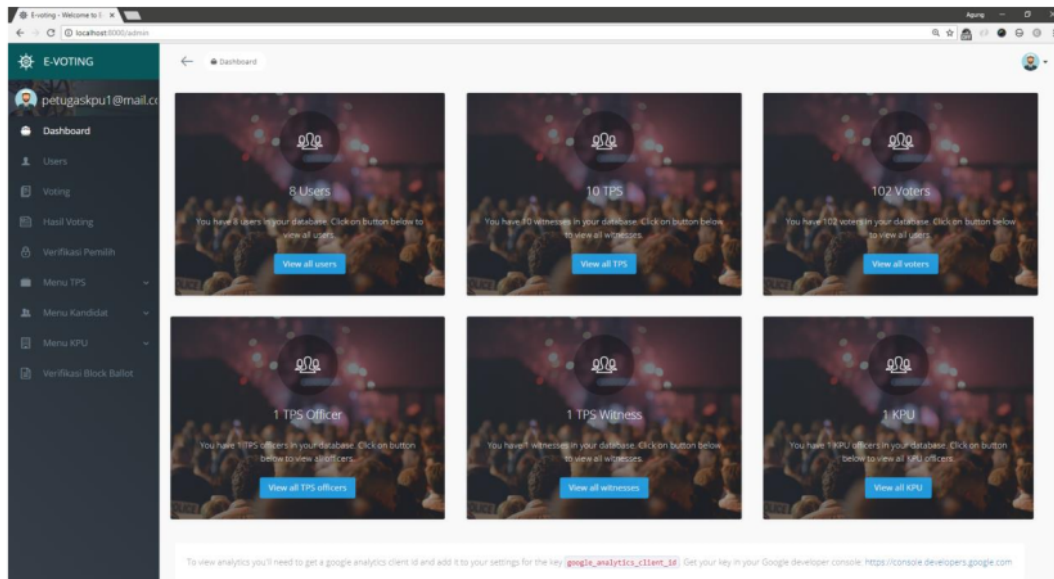 E-voting - Welcome to E
Agung
localhost:8000/admin
E-VOTING
Dashboard
petugaskpu1@mail.co
Dashboard
Users
Voting
Hasil Voting
Verifikasi Pemilih
Menu TPS
Menu Kandidat
Menu KPU
Verifikasi Block Ballot
8 Users
You have 8 users in your database. Click on button below to
view all users.
View all users
10 TPS
You have 10 witnesses in your database. Click on button below
to view all witnesses.
View all TPS
102 Voters
You have 102 voters in your database. Click on button below
to view all users.
View all voters
1 TPS Officer
You have 1 TPS officers in your database. Click on button
below to view all officers.
View all TPS officers
1 TPS Witness
You have 1 witnesses in your database. Click on button below
to view all witnesses.
View all witnesses
1 KPU
You have 1 KPU officers in your database. Click on button
below to view all KPU officers.
View all KPU
To view analytics you'll need to get a google analytics client id and add it to your settings for the key google_analytics_client_id. Get your key in your Google developer console: https://console.developers.google.com